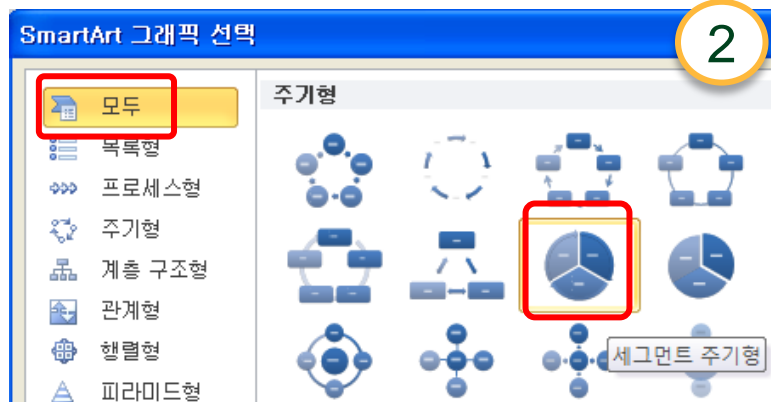 SmartArt 그래픽 선택
2
모두
목록형
프로세스형
주기형
계층 구조형
관계형
행렬형
피라미드형
주기형
세그먼트 주기형